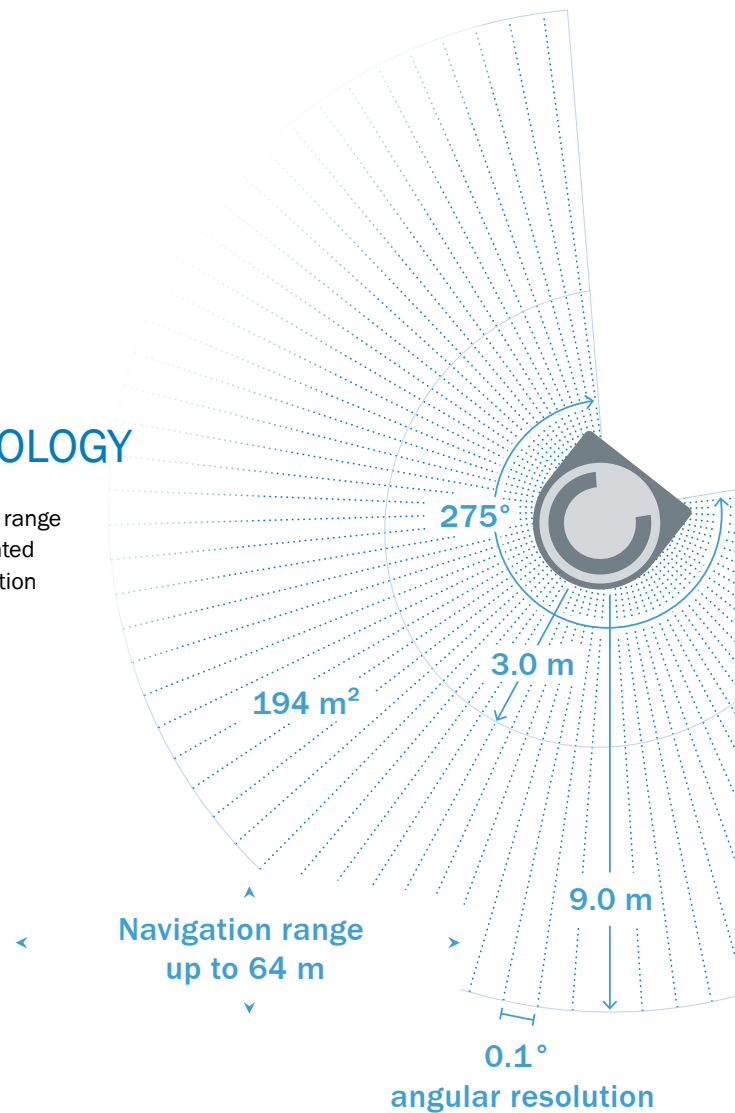 OLOGY
range
ted
tion
275°
3.0 m
194 m²
9.0 m
Navigation range
up to 64 m
0.1°
angular resolution